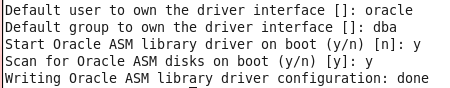 Default user to own the driver interface []: oracle
Default group to own the driver interface []: dba
Start Oracle ASM library driver on boot (y/n) [n]: y
Scan for Oracle ASM disks on boot (y/n) [y]: y
Writing Oracle ASM library driver configuration: done